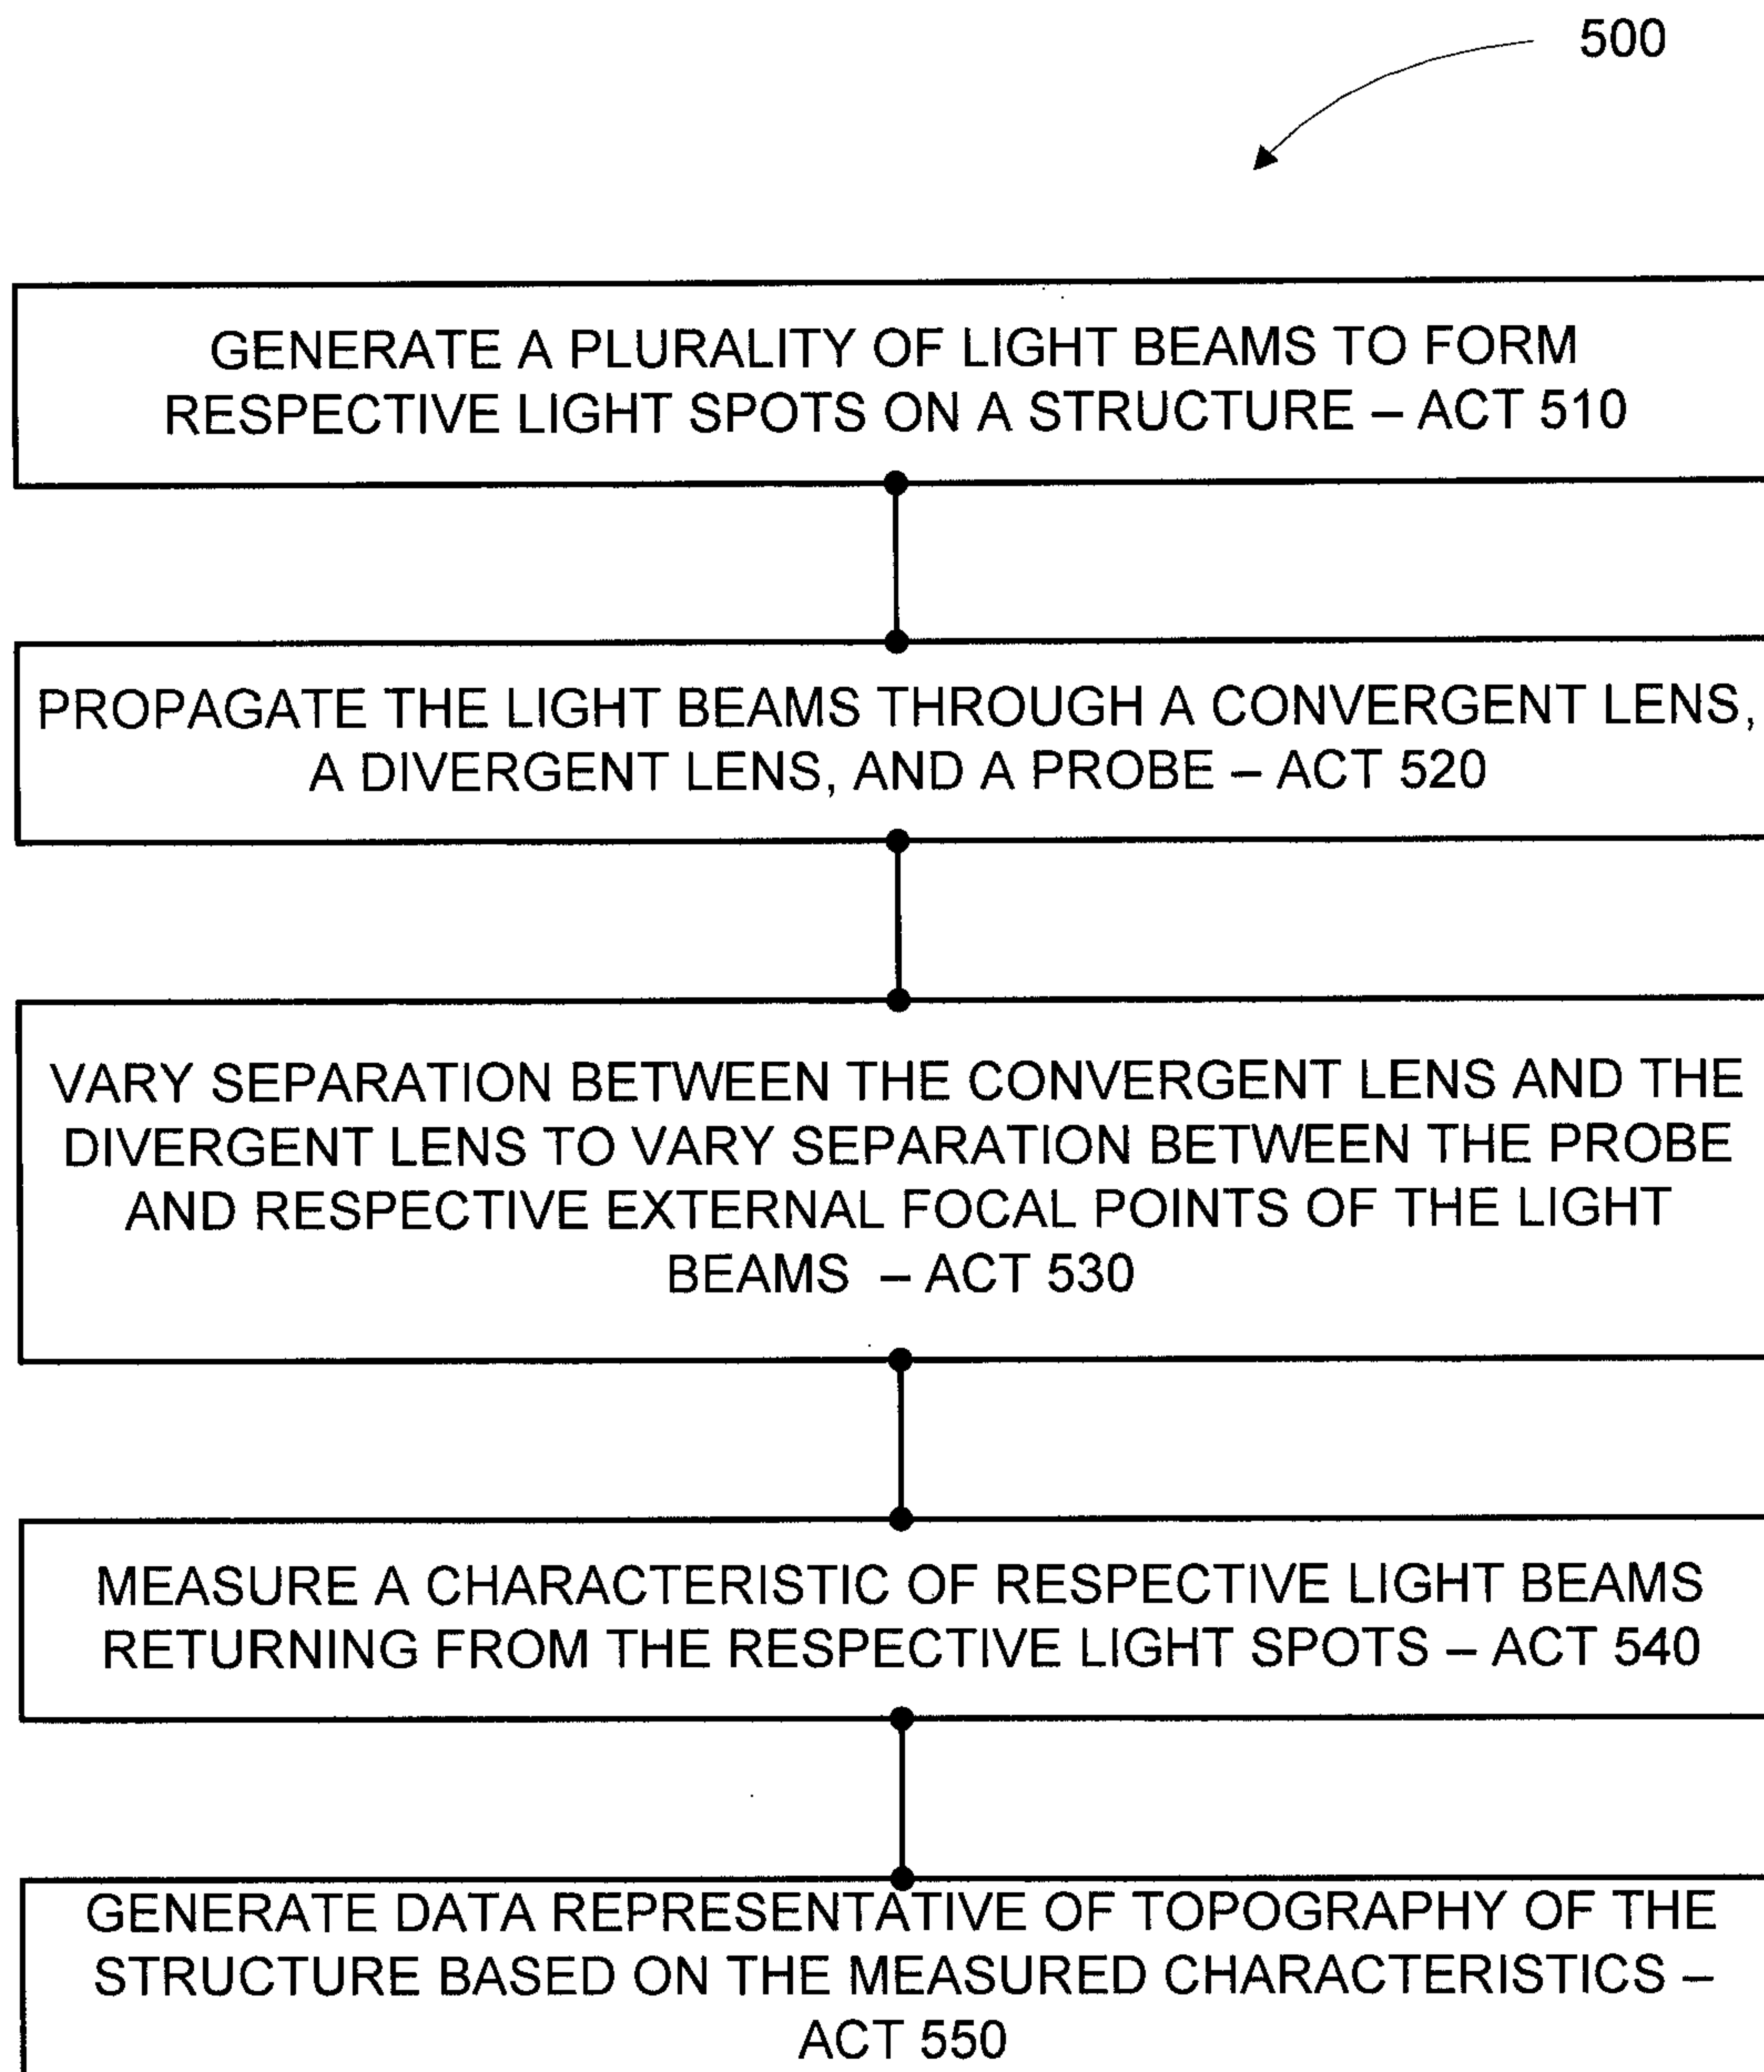 500
GENERATE A PLURALITY OF LIGHT BEAMS TO FORM
RESPECTIVE LIGHT SPOTS ON A STRUCTURE – ACT 510
PROPAGATE THE LIGHT BEAMS THROUGH A CONVERGENT LENS,
A DIVERGENT LENS, AND A PROBE – ACT 520
VARY SEPARATION BETWEEN THE CONVERGENT LENS AND THE
DIVERGENT LENS TO VARY SEPARATION BETWEEN THE PROBE
AND RESPECTIVE EXTERNAL FOCAL POINTS OF THE LIGHT
BEAMS – ACT 530
MEASURE A CHARACTERISTIC OF RESPECTIVE LIGHT BEAMS
RETURNING FROM THE RESPECTIVE LIGHT SPOTS – ACT 540
GENERATE DATA REPRESENTATIVE OF TOPOGRAPHY OF THE
STRUCTURE BASED ON THE MEASURED CHARACTERISTICS –
ACT 550